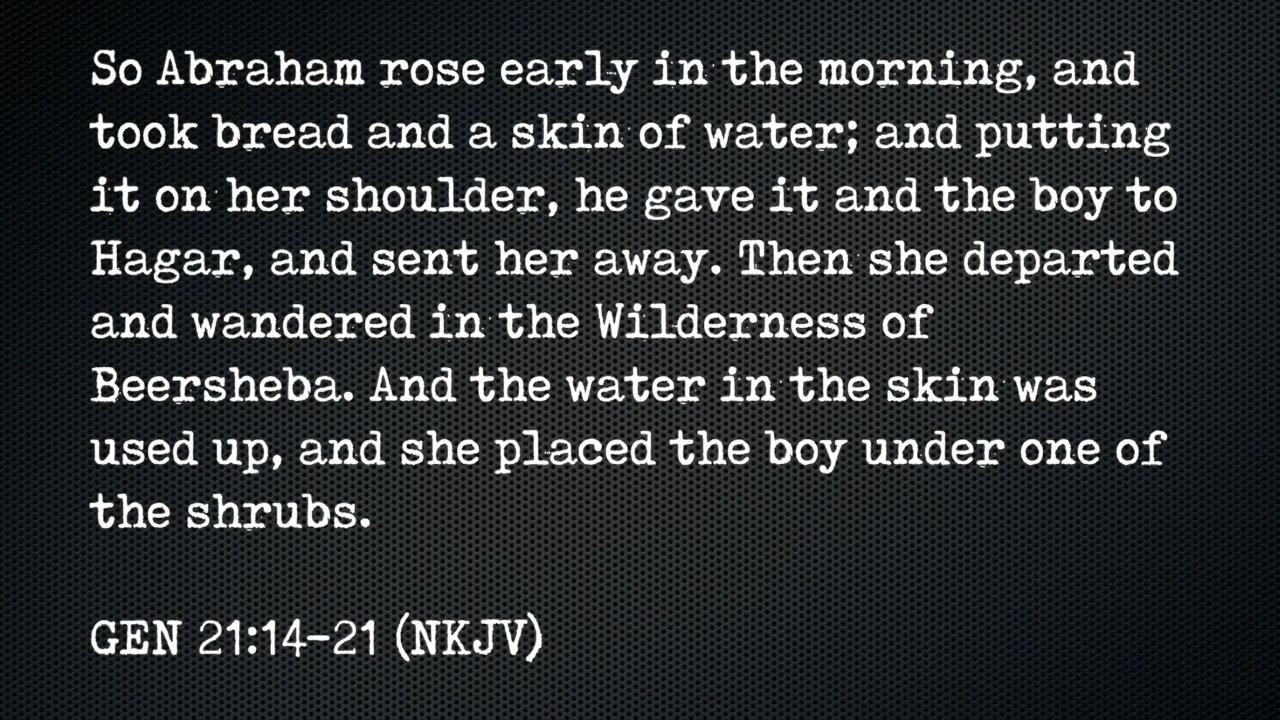 So Abraham rose early in the morning, and
took bread and a skin of water; and putting
it on her shoulder, he gave it and the boy to
Hagar, and sent her away. Then she departed
and wandered in the Wilderness of
Beersheba. And the water in the skin was
used up, and she placed the boy under one of
the shrubs.
GEN 21:14-21 (NKJV)